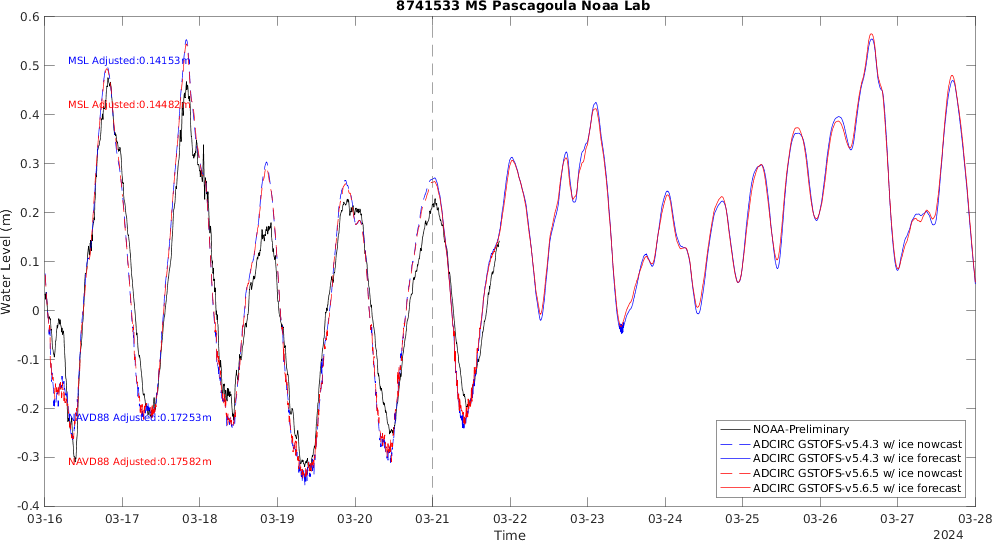 8741533 MS Pascagoula Noaa Lab
0.6
0.5
0.4
0.3
0.2
0.1
0
-0.1
-0.2
-0.3
-0.4
Water Level (m)
MSL Adjusted:0.14153m
MSL Adjusted:0.14482m
NAVD88 Adjusted:0.17253m
NAVD88 Adjusted:0.17582m
NOAA-Preliminary
ADCIRC GSTOFS-v5.4.3 w/ ice nowcast
ADCIRC GSTOFS-v5.4.3 w/ ice forecast
ADCIRC GSTOFS-v5.6.5 w/ ice nowcast
ADCIRC GSTOFS-v5.6.5 w/ ice forecast
03-16 03-17 03-18 03-19 03-20 03-21 03-22 03-23 03-24 03-25 03-26 03-27 03-28
Time
2024